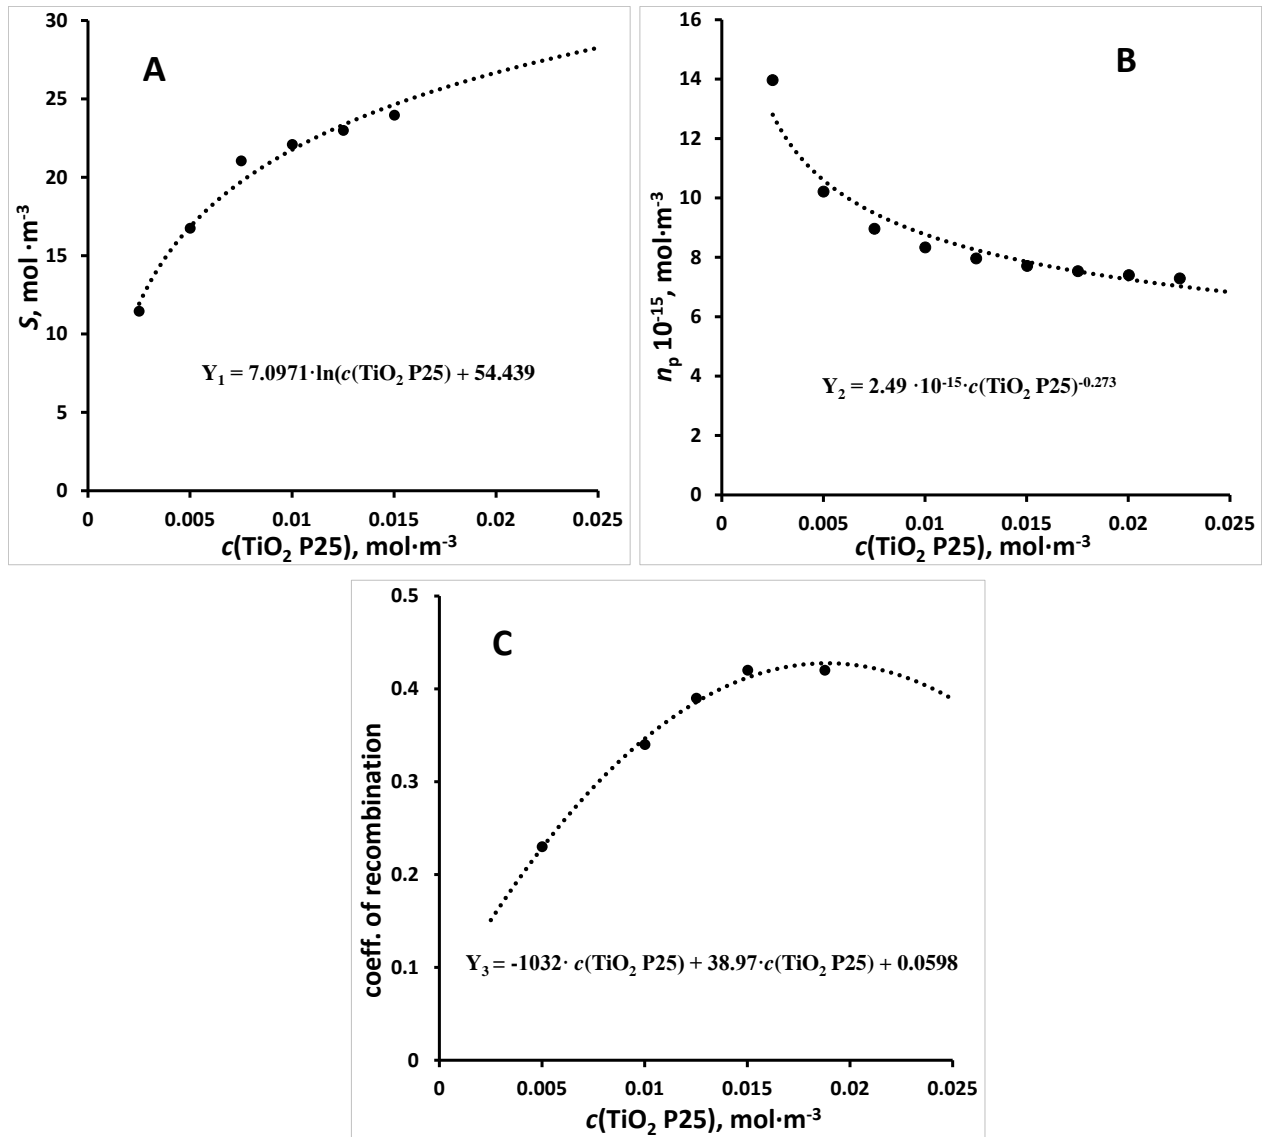 A
S, mol ·m⁻³
30
25
20
15
10
5
0
Y₁ = 7.0971·ln(c(TiO₂ P25) + 54.439
0 0.005 0.01 0.015 0.02 0.025
c(TiO₂ P25), mol·m⁻³
B
nₚ 10⁻¹⁵, mol·m⁻³
16
14
12
10
8
6
4
2
0
Y₂ = 2.49 ·10⁻¹⁵·c(TiO₂ P25)⁻⁰·²⁷³
0 0.005 0.01 0.015 0.02 0.025
c(TiO₂ P25), mol·m⁻³
C
coeff. of recombination
0.5
0.4
0.3
0.2
0.1
0
Y₃ = -1032· c(TiO₂ P25) + 38.97·c(TiO₂ P25) + 0.0598
0 0.005 0.01 0.015 0.02 0.025
c(TiO₂ P25), mol·m⁻³